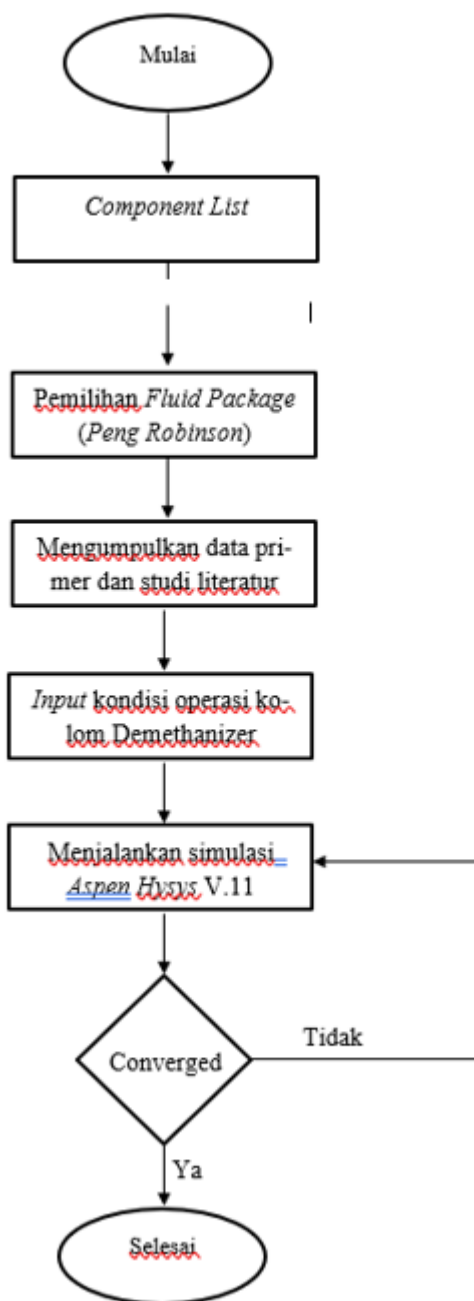 Mulai
Component List
Pemilihan Fluid Package
(Peng Robinson)
Mengumpulkan data pri-
mer dan studi literatur
Input kondisi operasi ko-
lom Demethanizer
Menjalankan simulasi
Aspen Hysys V.11
Converged
Tidak
Ya
Selesai